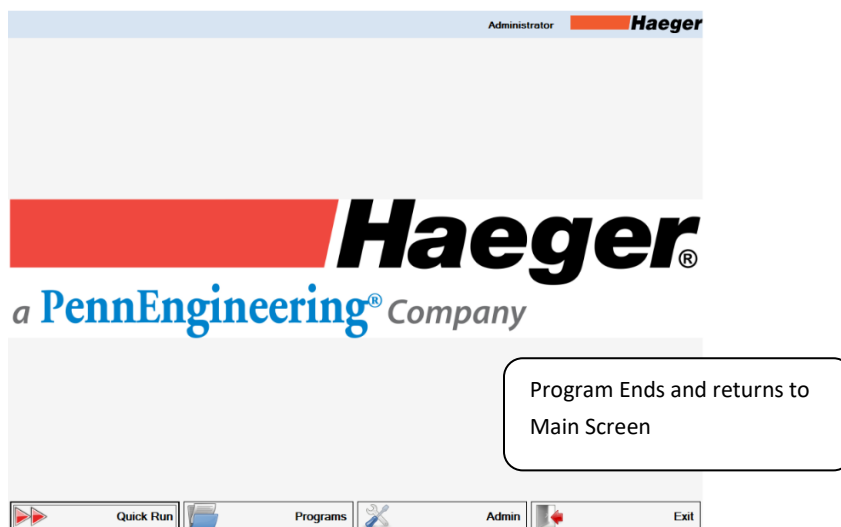 Administrator Haeger
Haeger®
a PennEngineering® Company
Program Ends and returns to
Main Screen
Quick Run Programs Admin Exit